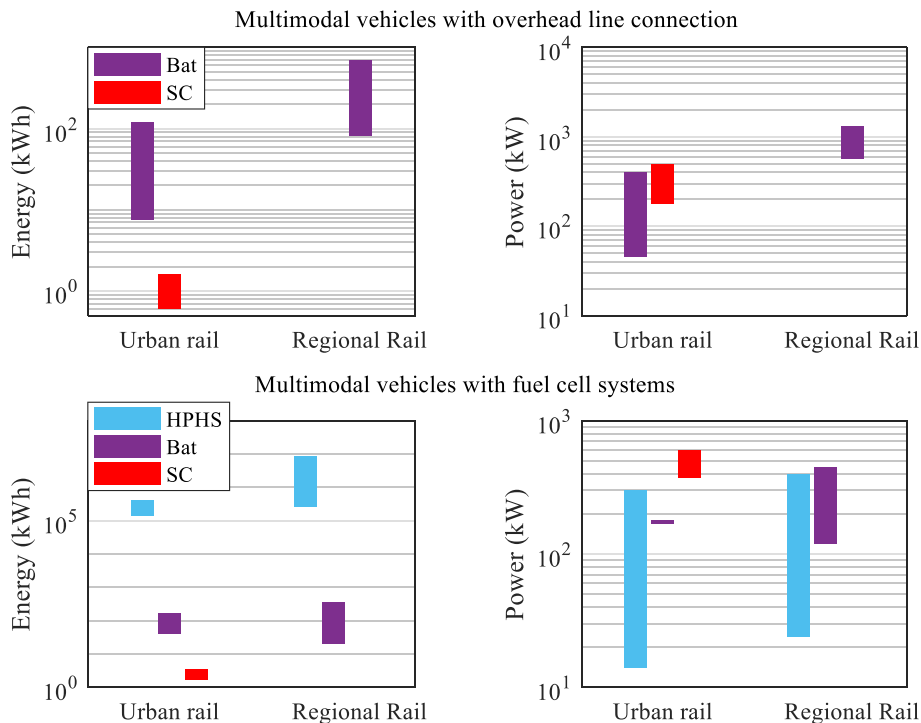 Multimodal vehicles with overhead line connection
Bat
SC
Energy (kWh)
10^2
10^0
Urban rail
Regional Rail
Power (kW)
10^4
10^3
10^2
10^1
Urban rail
Regional Rail
Multimodal vehicles with fuel cell systems
HPHS
Bat
SC
Energy (kWh)
10^5
10^0
Urban rail
Regional Rail
Power (kW)
10^3
10^2
10^1
Urban rail
Regional Rail